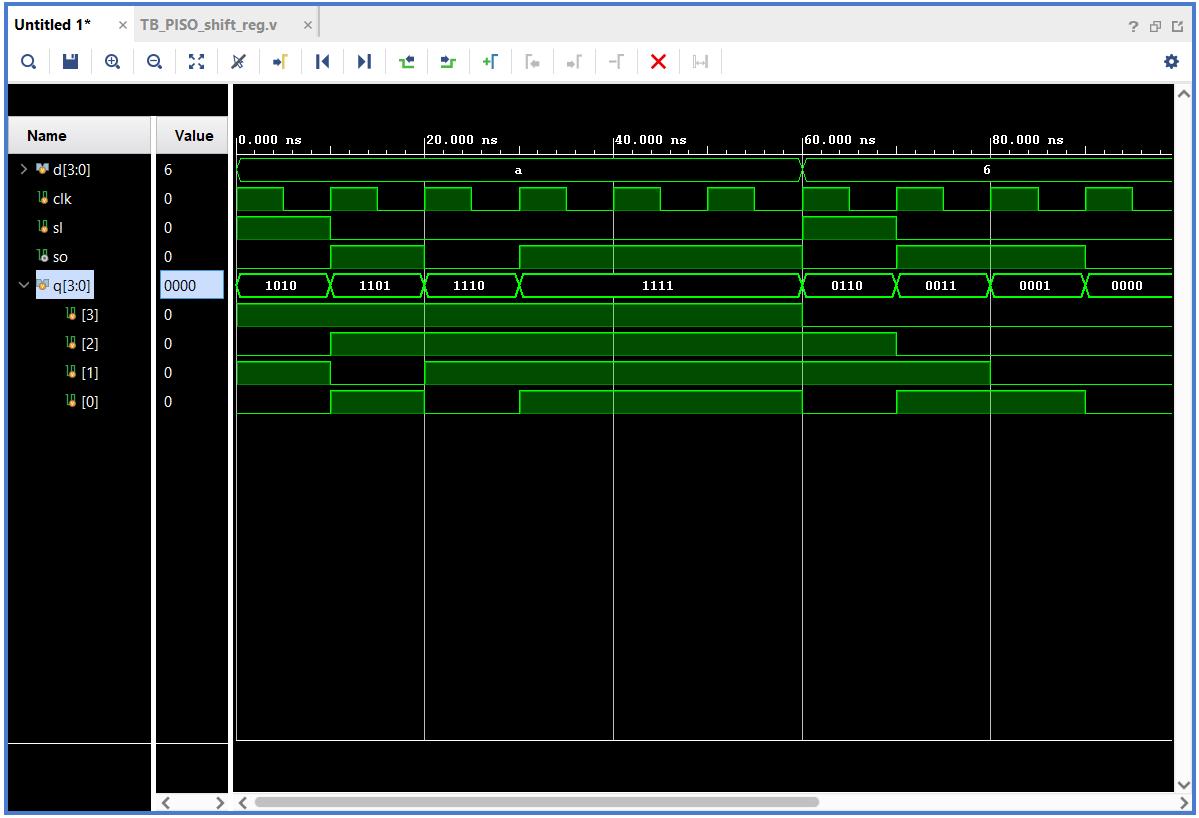 Untitled 1* × TB_PISO_shift_reg.v × ?
Name Value
0.000 ns 20.000 ns 40.000 ns 60.000 ns 80.000 ns
d[3:0] 6 a 6
clk 0
sl 0
so 0
q[3:0] 0000 1010 1101 1110 1111 0110 0011 0001 0000
[3] 0
[2] 0
[1] 0
[0] 0